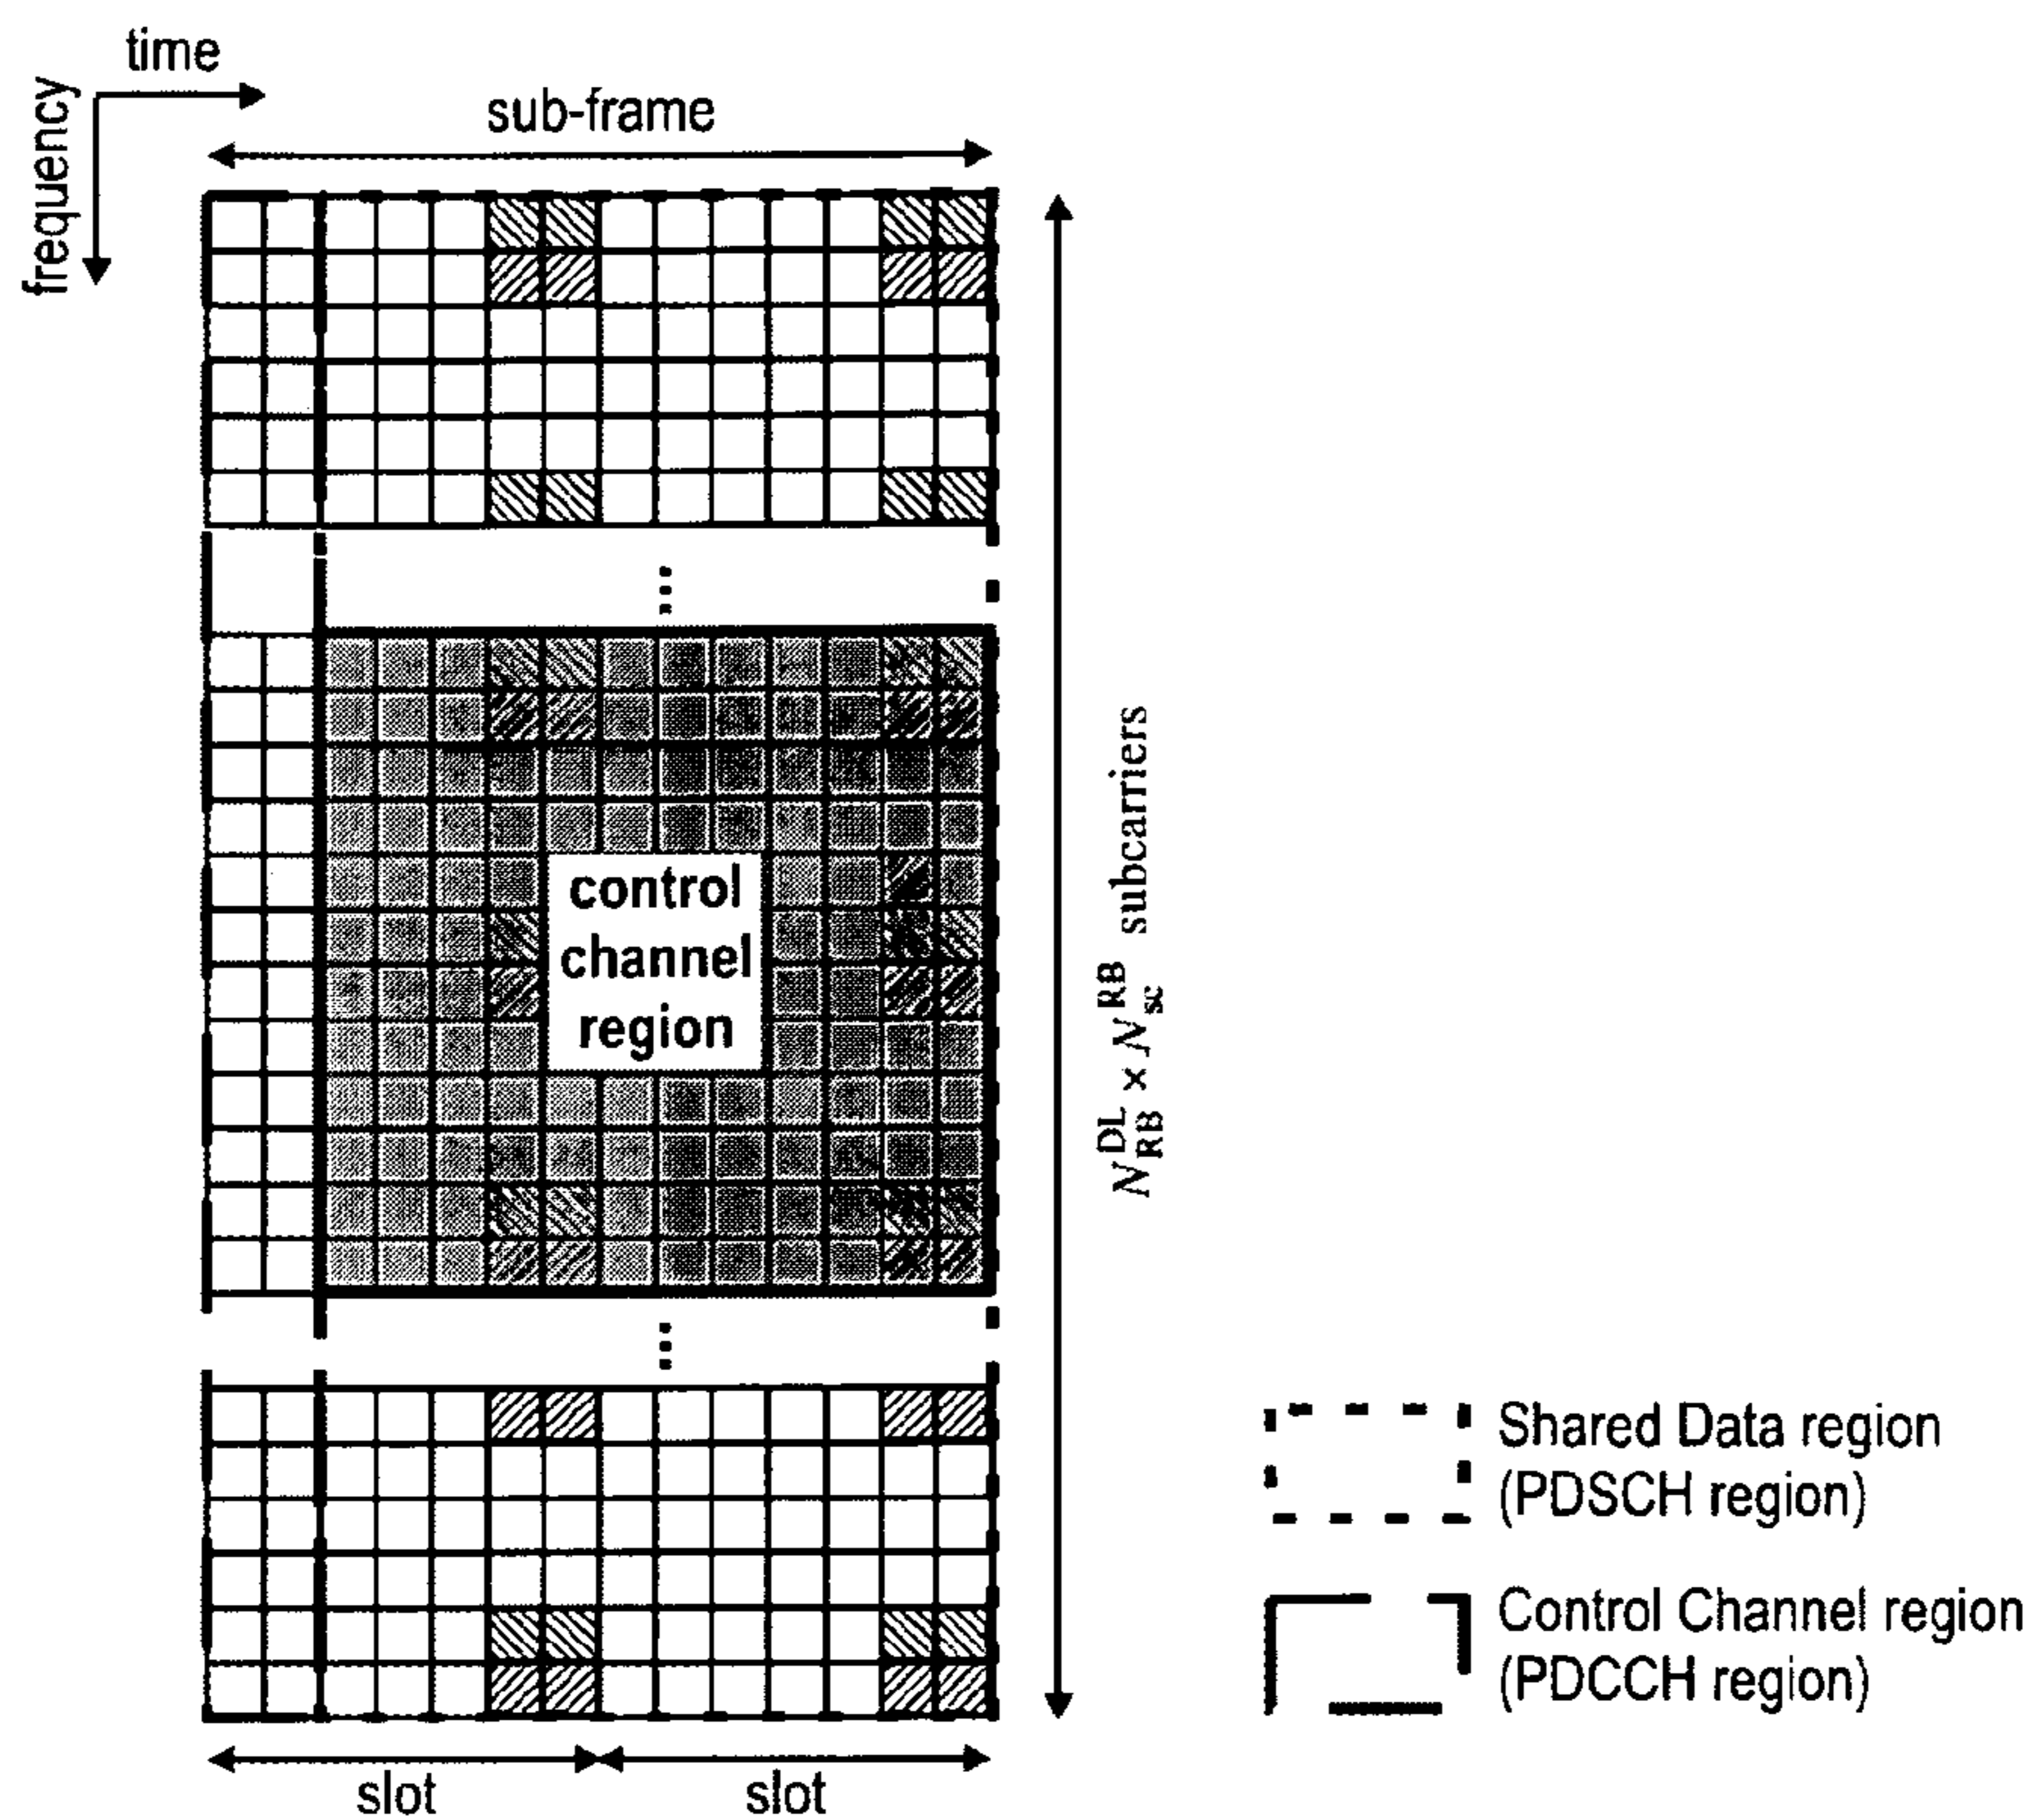 time
frequency
sub-frame
control
channel
region
N_RB^DL × N_sc^RB subcarriers
Shared Data region
(PDSCH region)
Control Channel region
(PDCCH region)
slot
slot